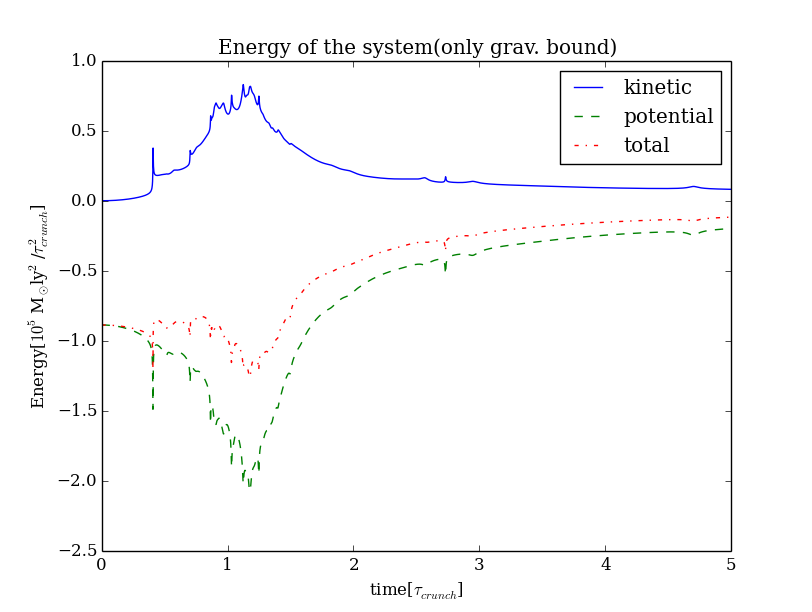 Energy of the system(only grav. bound)
kinetic
potential
total
1.0
0.5
0.0
−0.5
−1.0
−1.5
−2.0
−2.5
Energy[10⁵ M⊙ly² /τ²crunch]
0 1 2 3 4 5
time[τcrunch]